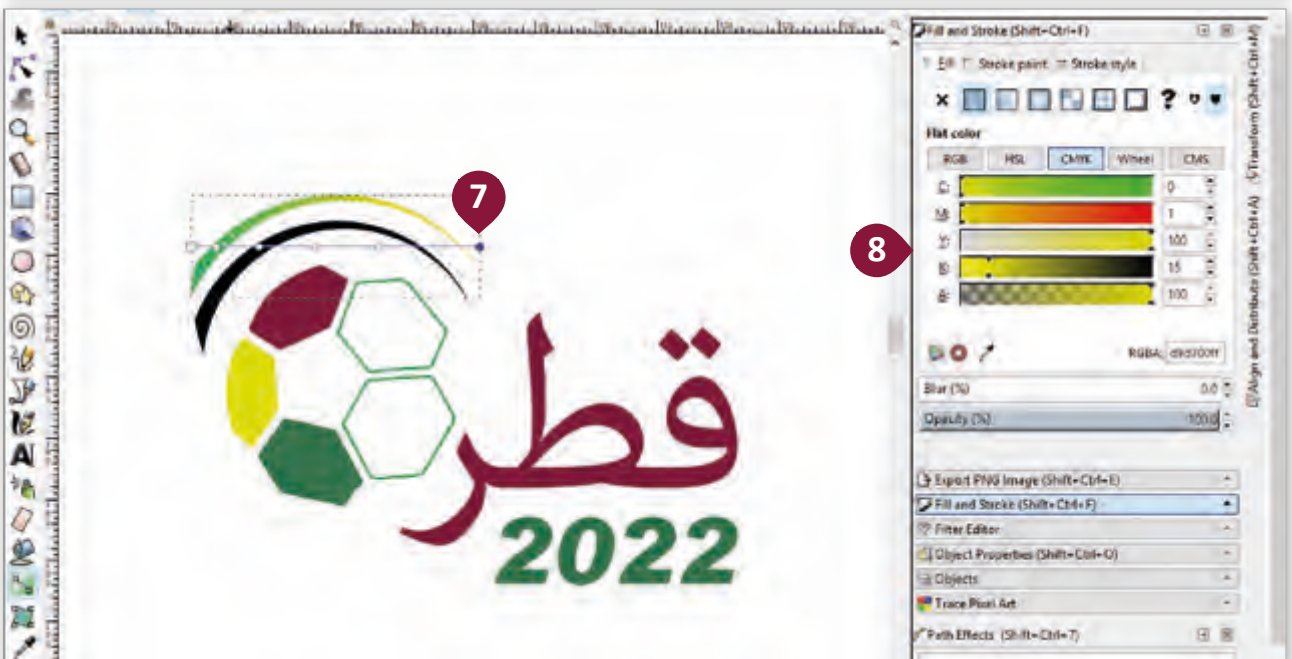 Fill and Stroke (Shift+Ctrl+F)
Fill Stroke paint Stroke style
?
Flat color
RGB HSL CMYK Wheel CMS
C: 0
M: 1
Y: 100
K: 15
A: 100
RGBA:
Blur (%) 0.0
Opacity (%) 100.0
Export PNG Image (Shift+Ctrl+E)
Fill and Stroke (Shift+Ctrl+F)
Filter Editor
Object Properties (Shift+Ctrl+O)
Objects
Trace Pixel Art
Path Effects (Shift+Ctrl+7)
Transform (Shift+Ctrl+M)
Align and Distribute (Shift+Ctrl+A)
7
8
قطر
2022